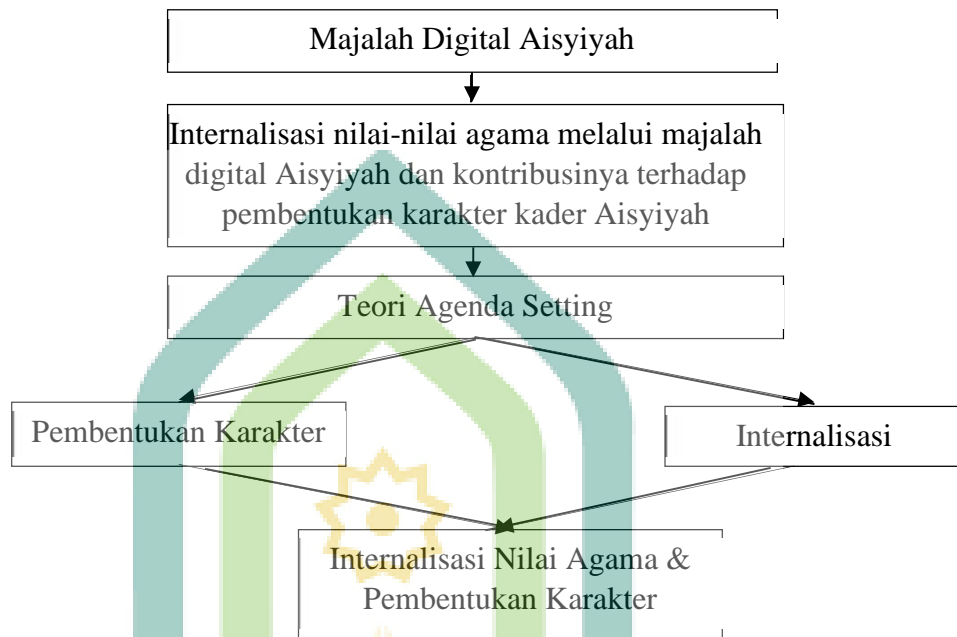 Majalah Digital Aisyiyah
Internalisasi nilai-nilai agama melalui majalah
digital Aisyiyah dan kontribusinya terhadap
pembentukan karakter kader Aisyiyah
Teori Agenda Setting
Pembentukan Karakter
Internalisasi
Internalisasi Nilai Agama &
Pembentukan Karakter